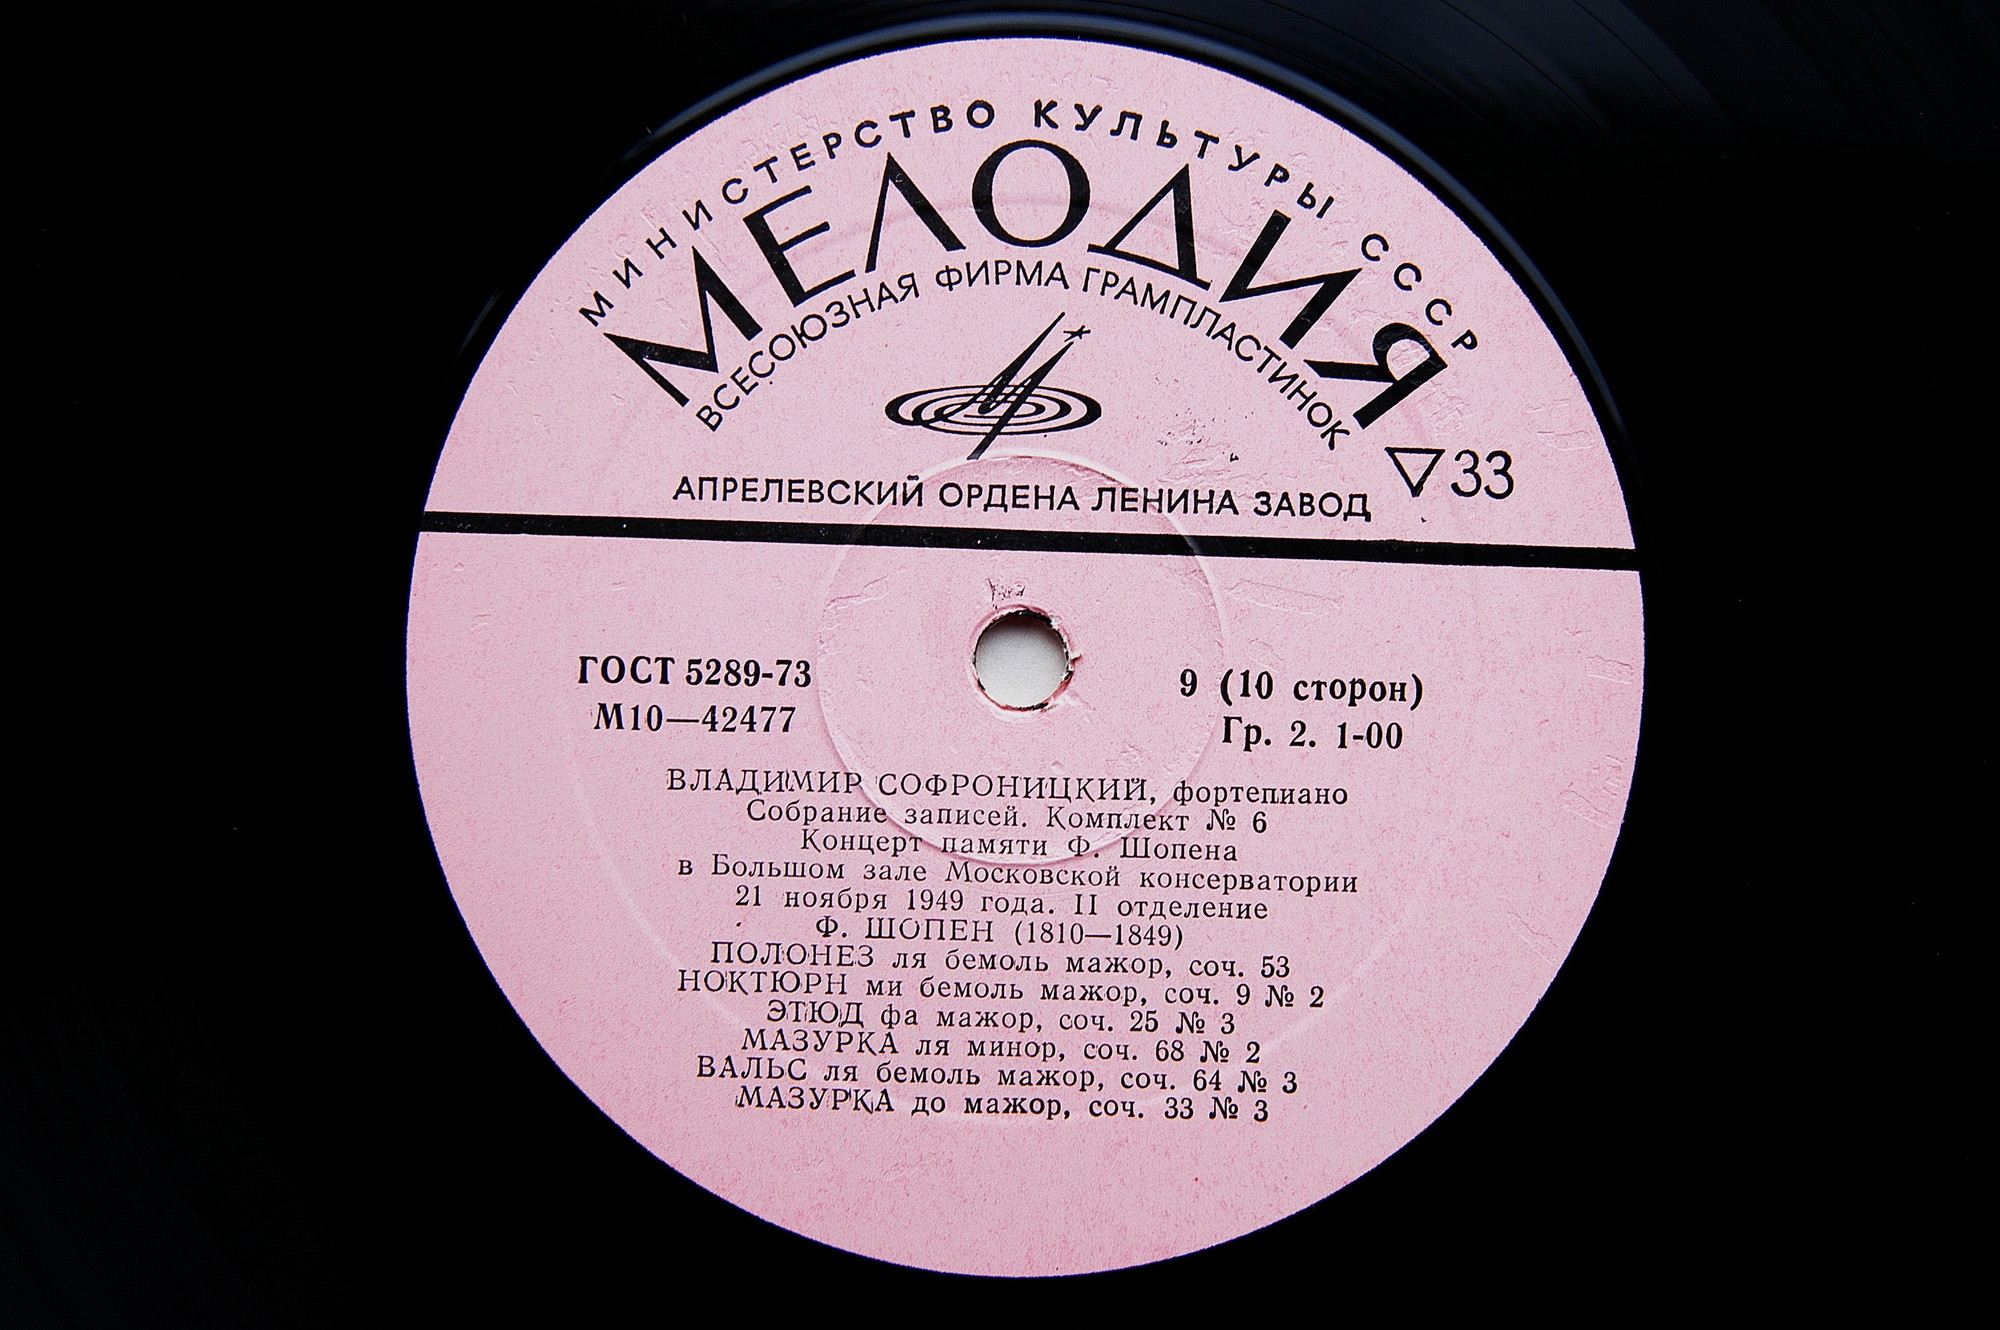 МИНИСТЕРСТВО КУЛЬТУРЫ СССР
МЕЛОДИЯ
ВСЕСОЮЗНАЯ ФИРМА ГРАМПЛАСТИНОК
▽33
АПРЕЛЕВСКИЙ ОРДЕНА ЛЕНИНА ЗАВОД
ГОСТ 5289-73
М10—42477
9 (10 сторон)
Гр. 2. 1-00
ВЛАДИМИР СОФРОНИЦКИЙ, фортепиано
Собрание записей. Комплект № 6
Концерт памяти Ф. Шопена
в Большом зале Московской консерватории
21 ноября 1949 года. II отделение
Ф. ШОПЕН (1810—1849)
ПОЛОНЕЗ ля бемоль мажор, соч. 53
НОКТЮРН ми бемоль мажор, соч. 9 № 2
ЭТЮД фа мажор, соч. 25 № 3
МАЗУРКА ля минор, соч. 68 № 2
ВАЛЬС ля бемоль мажор, соч. 64 № 3
МАЗУРКА до мажор, соч. 33 № 3